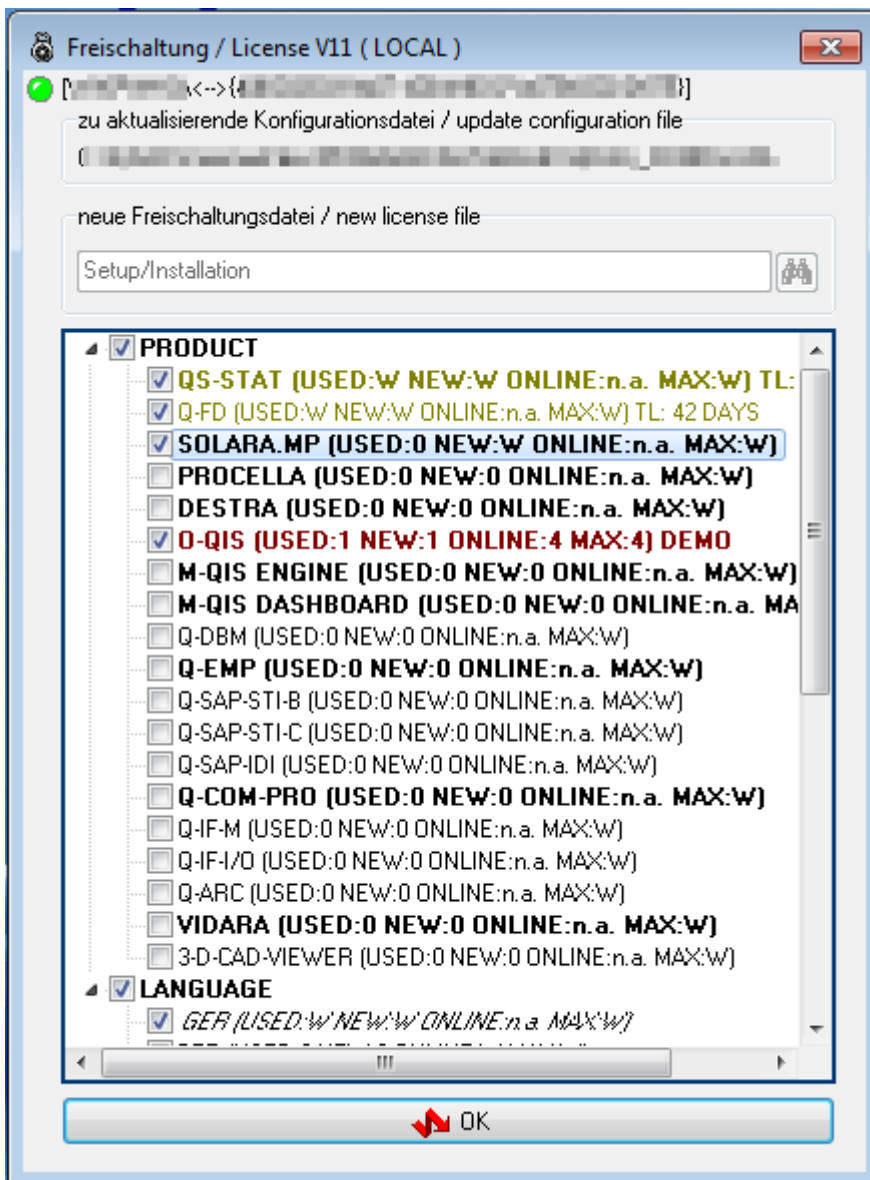 Freischaltung / License V11 ( LOCAL )
<-->
zu aktualisierende Konfigurationsdatei / update configuration file
neue Freischaltungsdatei / new license file
Setup/Installation
PRODUCT
QS-STAT (USED:W NEW:W ONLINE:n.a. MAX:W) TL:
Q-FD (USED:W NEW:W ONLINE:n.a. MAX:W) TL: 42 DAYS
SOLARA.MP (USED:0 NEW:W ONLINE:n.a. MAX:W)
PROCELLA (USED:0 NEW:0 ONLINE:n.a. MAX:W)
DESTRA (USED:0 NEW:0 ONLINE:n.a. MAX:W)
O-QIS (USED:1 NEW:1 ONLINE:4 MAX:4) DEMO
M-QIS ENGINE (USED:0 NEW:0 ONLINE:n.a. MAX:W)
M-QIS DASHBOARD (USED:0 NEW:0 ONLINE:n.a. MA
Q-DBM (USED:0 NEW:0 ONLINE:n.a. MAX:W)
Q-EMP (USED:0 NEW:0 ONLINE:n.a. MAX:W)
Q-SAP-STI-B (USED:0 NEW:0 ONLINE:n.a. MAX:W)
Q-SAP-STI-C (USED:0 NEW:0 ONLINE:n.a. MAX:W)
Q-SAP-IDI (USED:0 NEW:0 ONLINE:n.a. MAX:W)
Q-COM-PRO (USED:0 NEW:0 ONLINE:n.a. MAX:W)
Q-IF-M (USED:0 NEW:0 ONLINE:n.a. MAX:W)
Q-IF-I/O (USED:0 NEW:0 ONLINE:n.a. MAX:W)
Q-ARC (USED:0 NEW:0 ONLINE:n.a. MAX:W)
VIDARA (USED:0 NEW:0 ONLINE:n.a. MAX:W)
3-D-CAD-VIEWER (USED:0 NEW:0 ONLINE:n.a. MAX:W)
LANGUAGE
GER (USED:W NEW:W ONLINE:n.a. MAX:W)
OK